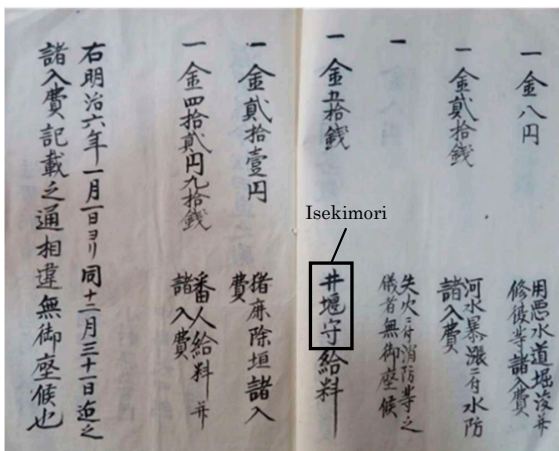 一 金八円
用悪水道堀浚并
修復等諸入費
一 金貳拾銭
河水暴漲ニ付水防
諸入費
一
失火ニ付消防等之
儀者無御座候
Isekimori
一 金五拾銭
井堰守給料
一 金貳拾壹円
猪鹿除垣諸入
費
一 金四拾貳円九拾銭
番人給料并
諸入費
右明治六年一月一日ヨリ同十二月三十一日迠之
諸入費記載之通相違無御座候也